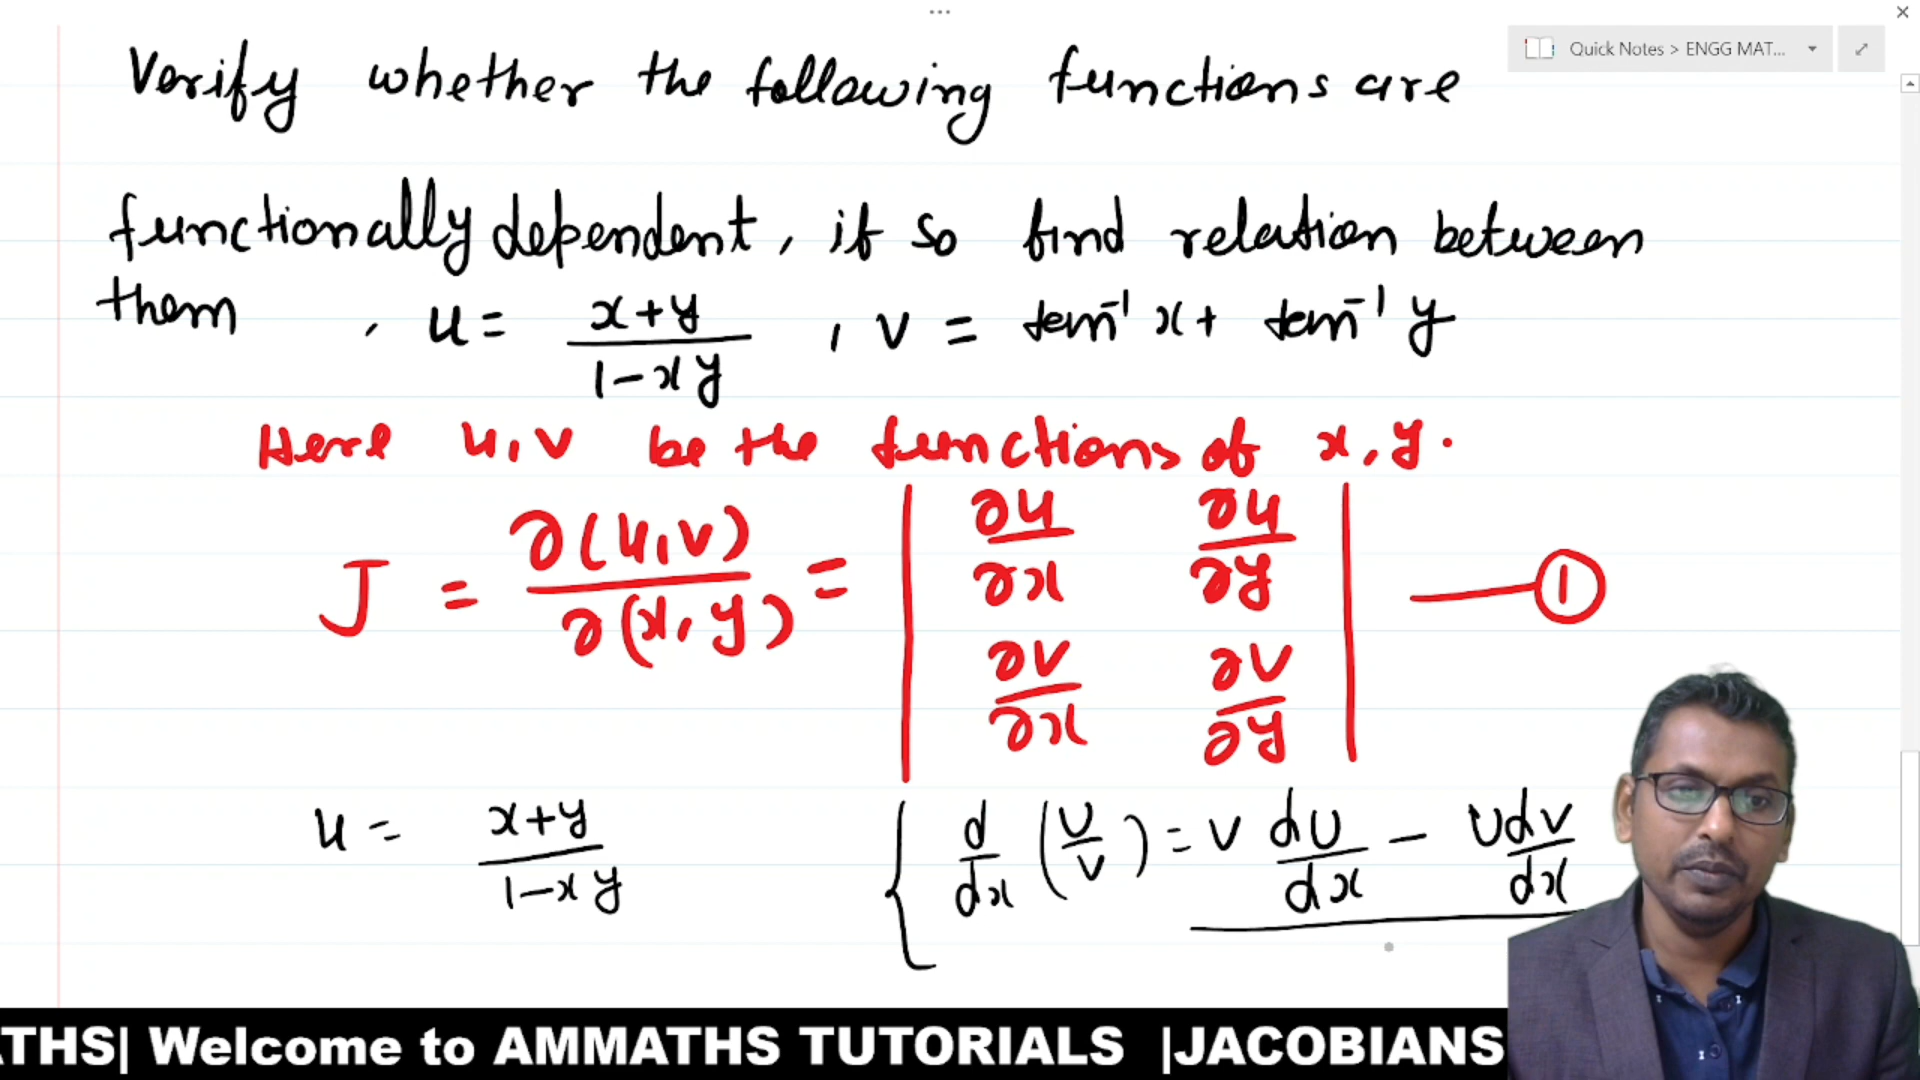 Quick Notes > ENGG MAT...
Verify whether the following functions are
functionally dependent, if so find relation between
them , u = x+y / 1-xy , v = tan⁻¹ x + tan⁻¹ y
Here u, v be the functions of x, y.
J = ∂(u,v) / ∂(x,y) = | ∂u/∂x ∂u/∂y | —— ①
| ∂v/∂x ∂v/∂y |
u = x+y / 1-xy { d/dx (U/V) = V dU/dx - U dV/dx
THS| Welcome to AMMATHS TUTORIALS |JACOBIANS